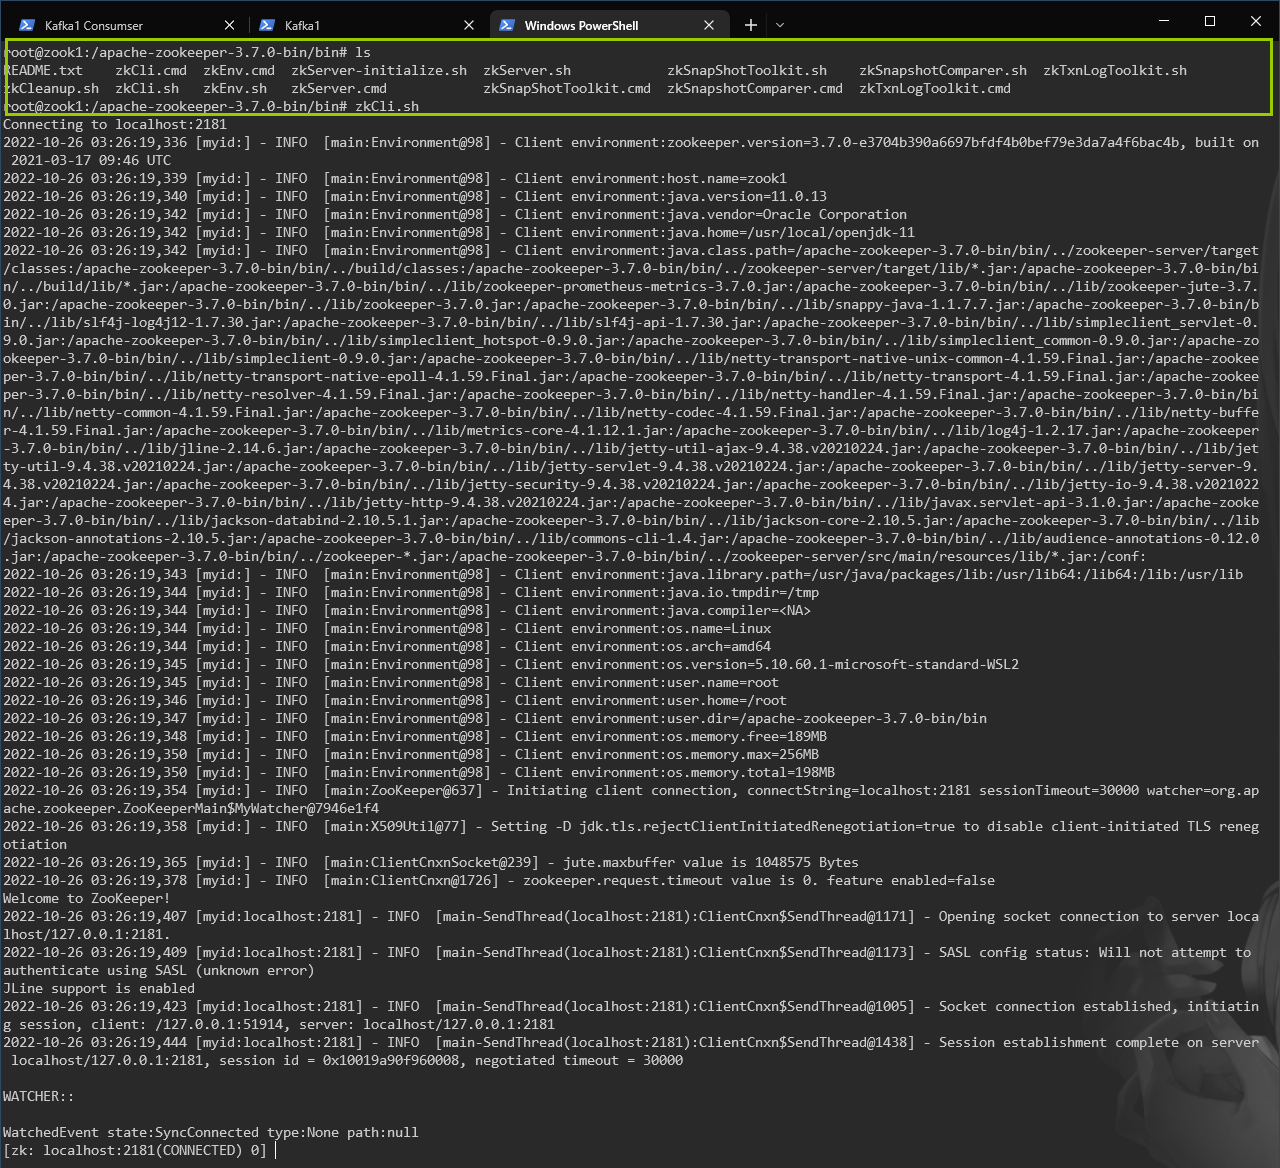 Kafka1 Consumser
Kafka1
Windows PowerShell
root@zook1:/apache-zookeeper-3.7.0-bin/bin# ls
README.txt    zkCli.cmd  zkEnv.cmd  zkServer-initialize.sh  zkServer.sh            zkSnapShotToolkit.sh    zkSnapshotComparer.sh  zkTxnLogToolkit.sh
zkCleanup.sh  zkCli.sh   zkEnv.sh   zkServer.cmd            zkSnapShotToolkit.cmd  zkSnapshotComparer.cmd  zkTxnLogToolkit.cmd
root@zook1:/apache-zookeeper-3.7.0-bin/bin# zkCli.sh
Connecting to localhost:2181
2022-10-26 03:26:19,336 [myid:] - INFO  [main:Environment@98] - Client environment:zookeeper.version=3.7.0-e3704b398a6697bfdf4b0bef79e3da7a4f6bac4b, built on
 2021-03-17 09:46 UTC
2022-10-26 03:26:19,339 [myid:] - INFO  [main:Environment@98] - Client environment:host.name=zook1
2022-10-26 03:26:19,340 [myid:] - INFO  [main:Environment@98] - Client environment:java.version=11.0.13
2022-10-26 03:26:19,342 [myid:] - INFO  [main:Environment@98] - Client environment:java.vendor=Oracle Corporation
2022-10-26 03:26:19,342 [myid:] - INFO  [main:Environment@98] - Client environment:java.home=/usr/local/openjdk-11
2022-10-26 03:26:19,342 [myid:] - INFO  [main:Environment@98] - Client environment:java.class.path=/apache-zookeeper-3.7.0-bin/bin/../zookeeper-server/target
/classes:/apache-zookeeper-3.7.0-bin/bin/../build/classes:/apache-zookeeper-3.7.0-bin/bin/../zookeeper-server/target/lib/*.jar:/apache-zookeeper-3.7.0-bin/bi
n/../build/lib/*.jar:/apache-zookeeper-3.7.0-bin/bin/../lib/zookeeper-prometheus-metrics-3.7.0.jar:/apache-zookeeper-3.7.0-bin/bin/../lib/zookeeper-jute-3.7.
0.jar:/apache-zookeeper-3.7.0-bin/bin/../lib/zookeeper-3.7.0.jar:/apache-zookeeper-3.7.0-bin/bin/../lib/snappy-java-1.1.7.7.jar:/apache-zookeeper-3.7.0-bin/b
in/../lib/slf4j-log4j12-1.7.30.jar:/apache-zookeeper-3.7.0-bin/bin/../lib/slf4j-api-1.7.30.jar:/apache-zookeeper-3.7.0-bin/bin/../lib/simpleclient_servlet-0.
9.0.jar:/apache-zookeeper-3.7.0-bin/bin/../lib/simpleclient_hotspot-0.9.0.jar:/apache-zookeeper-3.7.0-bin/bin/../lib/simpleclient_common-0.9.0.jar:/apache-zo
okeeper-3.7.0-bin/bin/../lib/simpleclient-0.9.0.jar:/apache-zookeeper-3.7.0-bin/bin/../lib/netty-transport-native-unix-common-4.1.59.Final.jar:/apache-zookee
per-3.7.0-bin/bin/../lib/netty-transport-native-epoll-4.1.59.Final.jar:/apache-zookeeper-3.7.0-bin/bin/../lib/netty-transport-4.1.59.Final.jar:/apache-zookee
per-3.7.0-bin/bin/../lib/netty-resolver-4.1.59.Final.jar:/apache-zookeeper-3.7.0-bin/bin/../lib/netty-handler-4.1.59.Final.jar:/apache-zookeeper-3.7.0-bin/bi
n/../lib/netty-common-4.1.59.Final.jar:/apache-zookeeper-3.7.0-bin/bin/../lib/netty-codec-4.1.59.Final.jar:/apache-zookeeper-3.7.0-bin/bin/../lib/netty-buffe
r-4.1.59.Final.jar:/apache-zookeeper-3.7.0-bin/bin/../lib/metrics-core-4.1.12.1.jar:/apache-zookeeper-3.7.0-bin/bin/../lib/log4j-1.2.17.jar:/apache-zookeeper
-3.7.0-bin/bin/../lib/jline-2.14.6.jar:/apache-zookeeper-3.7.0-bin/bin/../lib/jetty-util-ajax-9.4.38.v20210224.jar:/apache-zookeeper-3.7.0-bin/bin/../lib/jet
ty-util-9.4.38.v20210224.jar:/apache-zookeeper-3.7.0-bin/bin/../lib/jetty-servlet-9.4.38.v20210224.jar:/apache-zookeeper-3.7.0-bin/bin/../lib/jetty-server-9.
4.38.v20210224.jar:/apache-zookeeper-3.7.0-bin/bin/../lib/jetty-security-9.4.38.v20210224.jar:/apache-zookeeper-3.7.0-bin/bin/../lib/jetty-io-9.4.38.v2021022
4.jar:/apache-zookeeper-3.7.0-bin/bin/../lib/jetty-http-9.4.38.v20210224.jar:/apache-zookeeper-3.7.0-bin/bin/../lib/javax.servlet-api-3.1.0.jar:/apache-zooke
eper-3.7.0-bin/bin/../lib/jackson-databind-2.10.5.1.jar:/apache-zookeeper-3.7.0-bin/bin/../lib/jackson-core-2.10.5.jar:/apache-zookeeper-3.7.0-bin/bin/../lib
/jackson-annotations-2.10.5.jar:/apache-zookeeper-3.7.0-bin/bin/../lib/commons-cli-1.4.jar:/apache-zookeeper-3.7.0-bin/bin/../lib/audience-annotations-0.12.0
.jar:/apache-zookeeper-3.7.0-bin/bin/../zookeeper-*.jar:/apache-zookeeper-3.7.0-bin/bin/../zookeeper-server/src/main/resources/lib/*.jar:/conf:
2022-10-26 03:26:19,343 [myid:] - INFO  [main:Environment@98] - Client environment:java.library.path=/usr/java/packages/lib:/usr/lib64:/lib64:/lib:/usr/lib
2022-10-26 03:26:19,344 [myid:] - INFO  [main:Environment@98] - Client environment:java.io.tmpdir=/tmp
2022-10-26 03:26:19,344 [myid:] - INFO  [main:Environment@98] - Client environment:java.compiler=<NA>
2022-10-26 03:26:19,344 [myid:] - INFO  [main:Environment@98] - Client environment:os.name=Linux
2022-10-26 03:26:19,344 [myid:] - INFO  [main:Environment@98] - Client environment:os.arch=amd64
2022-10-26 03:26:19,345 [myid:] - INFO  [main:Environment@98] - Client environment:os.version=5.10.60.1-microsoft-standard-WSL2
2022-10-26 03:26:19,345 [myid:] - INFO  [main:Environment@98] - Client environment:user.name=root
2022-10-26 03:26:19,346 [myid:] - INFO  [main:Environment@98] - Client environment:user.home=/root
2022-10-26 03:26:19,347 [myid:] - INFO  [main:Environment@98] - Client environment:user.dir=/apache-zookeeper-3.7.0-bin/bin
2022-10-26 03:26:19,348 [myid:] - INFO  [main:Environment@98] - Client environment:os.memory.free=189MB
2022-10-26 03:26:19,350 [myid:] - INFO  [main:Environment@98] - Client environment:os.memory.max=256MB
2022-10-26 03:26:19,350 [myid:] - INFO  [main:Environment@98] - Client environment:os.memory.total=198MB
2022-10-26 03:26:19,354 [myid:] - INFO  [main:ZooKeeper@637] - Initiating client connection, connectString=localhost:2181 sessionTimeout=30000 watcher=org.ap
ache.zookeeper.ZooKeeperMain$MyWatcher@7946e1f4
2022-10-26 03:26:19,358 [myid:] - INFO  [main:X509Util@77] - Setting -D jdk.tls.rejectClientInitiatedRenegotiation=true to disable client-initiated TLS reneg
otiation
2022-10-26 03:26:19,365 [myid:] - INFO  [main:ClientCnxnSocket@239] - jute.maxbuffer value is 1048575 Bytes
2022-10-26 03:26:19,378 [myid:] - INFO  [main:ClientCnxn@1726] - zookeeper.request.timeout value is 0. feature enabled=false
Welcome to ZooKeeper!
2022-10-26 03:26:19,407 [myid:localhost:2181] - INFO  [main-SendThread(localhost:2181):ClientCnxn$SendThread@1171] - Opening socket connection to server loca
lhost/127.0.0.1:2181.
2022-10-26 03:26:19,409 [myid:localhost:2181] - INFO  [main-SendThread(localhost:2181):ClientCnxn$SendThread@1173] - SASL config status: Will not attempt to
authenticate using SASL (unknown error)
JLine support is enabled
2022-10-26 03:26:19,423 [myid:localhost:2181] - INFO  [main-SendThread(localhost:2181):ClientCnxn$SendThread@1005] - Socket connection established, initiatin
g session, client: /127.0.0.1:51914, server: localhost/127.0.0.1:2181
2022-10-26 03:26:19,444 [myid:localhost:2181] - INFO  [main-SendThread(localhost:2181):ClientCnxn$SendThread@1438] - Session establishment complete on server
 localhost/127.0.0.1:2181, session id = 0x10019a90f960008, negotiated timeout = 30000
WATCHER::
WatchedEvent state:SyncConnected type:None path:null
[zk: localhost:2181(CONNECTED) 0]